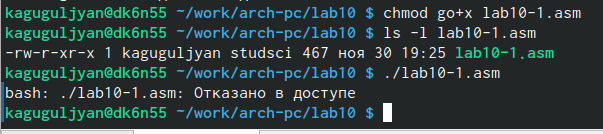 kaguguljyan@dk6n55 ~/work/arch-pc/lab10 $ chmod go+x lab10-1.asm
kaguguljyan@dk6n55 ~/work/arch-pc/lab10 $ ls -l lab10-1.asm
-rw-r-xr-x 1 kaguguljyan studsci 467 ноя 30 19:25 lab10-1.asm
kaguguljyan@dk6n55 ~/work/arch-pc/lab10 $ ./lab10-1.asm
bash: ./lab10-1.asm: Отказано в доступе
kaguguljyan@dk6n55 ~/work/arch-pc/lab10 $